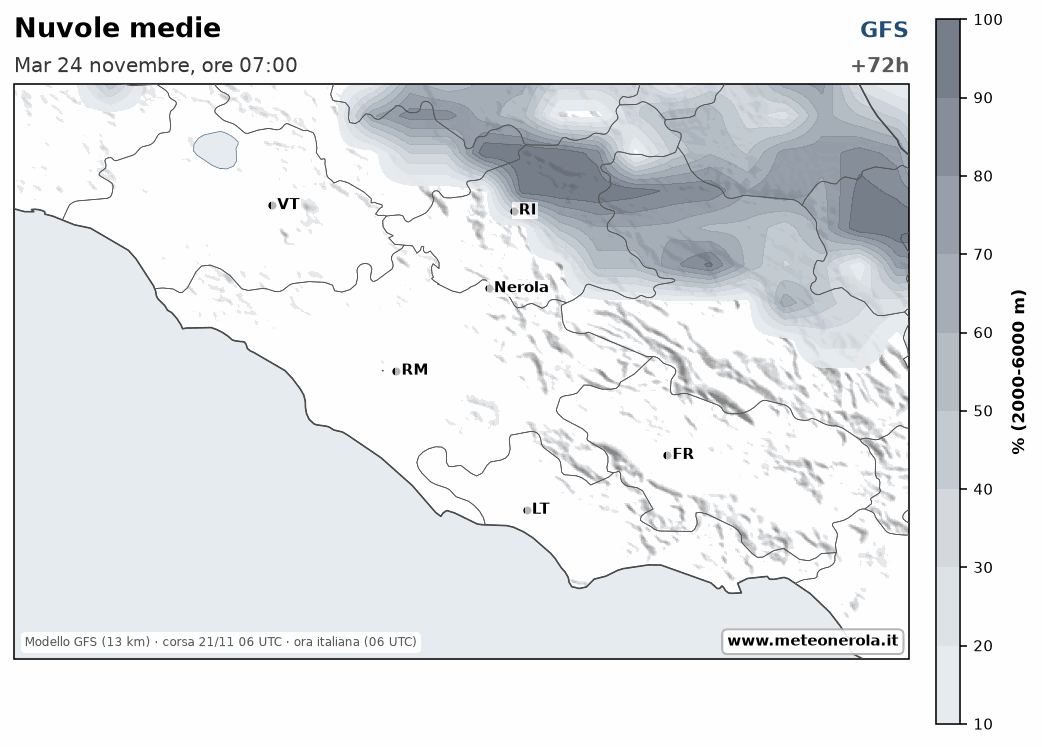 Nuvole medie
GFS
Mar 24 novembre, ore 07:00
+72h
100
90
80
70
60
50
40
30
20
10
% (2000-6000 m)
VT
RI
Nerola
RM
FR
LT
Modello GFS (13 km) · corsa 21/11 06 UTC · ora italiana (06 UTC)
www.meteonerola.it